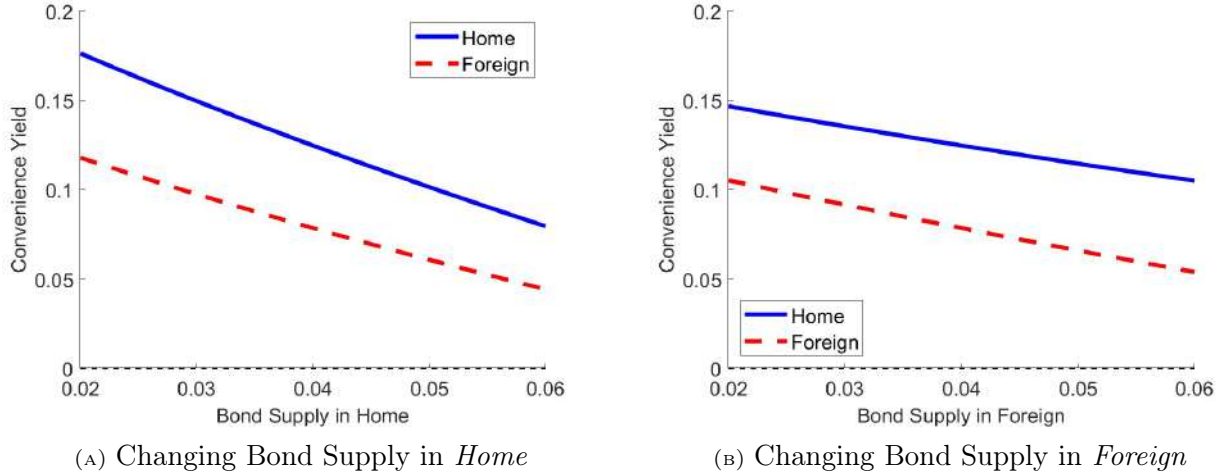 0.2
0.15
0.1
0.05
0
Convenience Yield
Home
Foreign
0.02 0.03 0.04 0.05 0.06
Bond Supply in Home
(A) Changing Bond Supply in Home
0.2
0.15
0.1
0.05
0
Convenience Yield
Home
Foreign
0.02 0.03 0.04 0.05 0.06
Bond Supply in Foreign
(B) Changing Bond Supply in Foreign